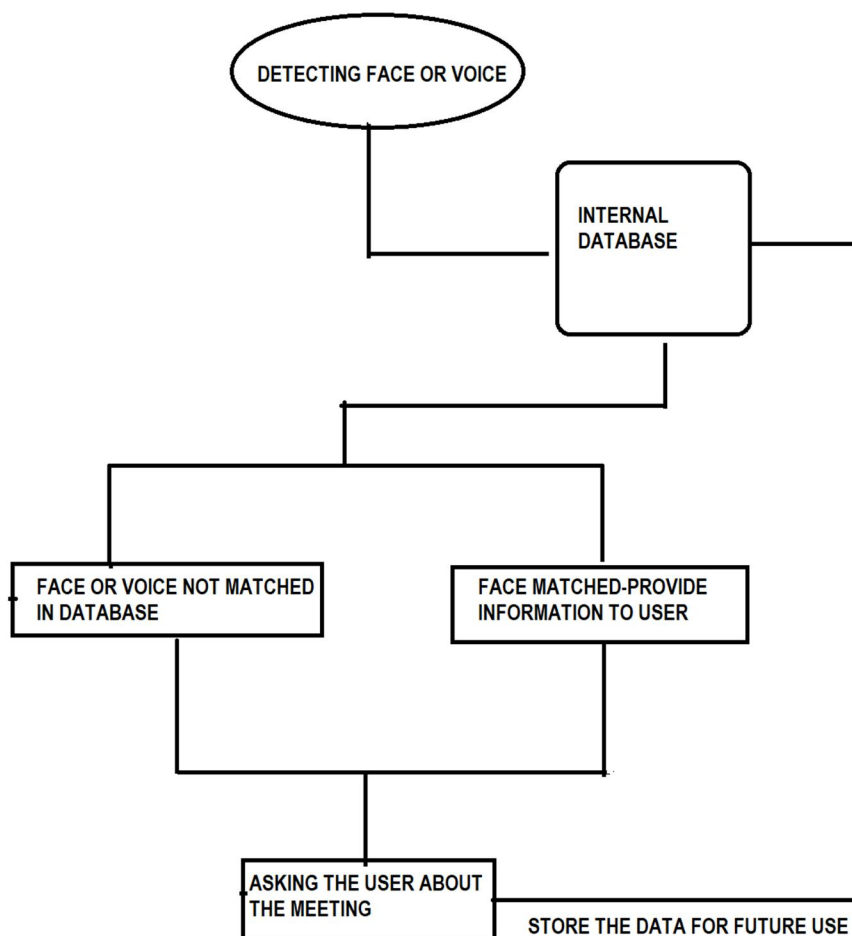 DETECTING FACE OR VOICE
INTERNAL
DATABASE
FACE OR VOICE NOT MATCHED
IN DATABASE
FACE MATCHED-PROVIDE
INFORMATION TO USER
ASKING THE USER ABOUT
THE MEETING
STORE THE DATA FOR FUTURE USE